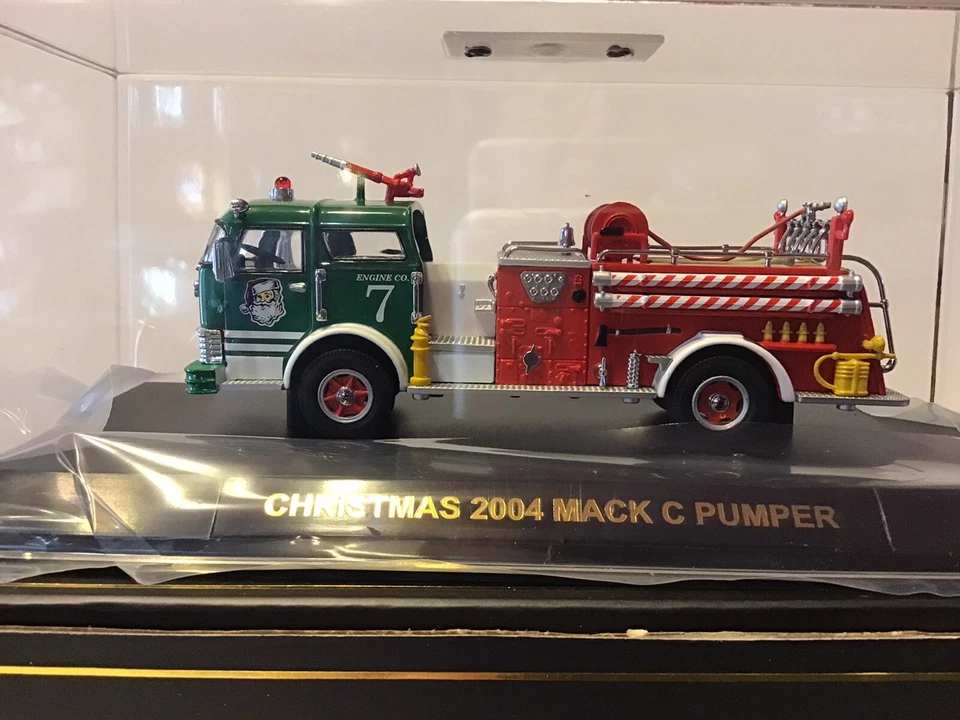 ENGINE CO.
7
CHRISTMAS 2004 MACK C PUMPER